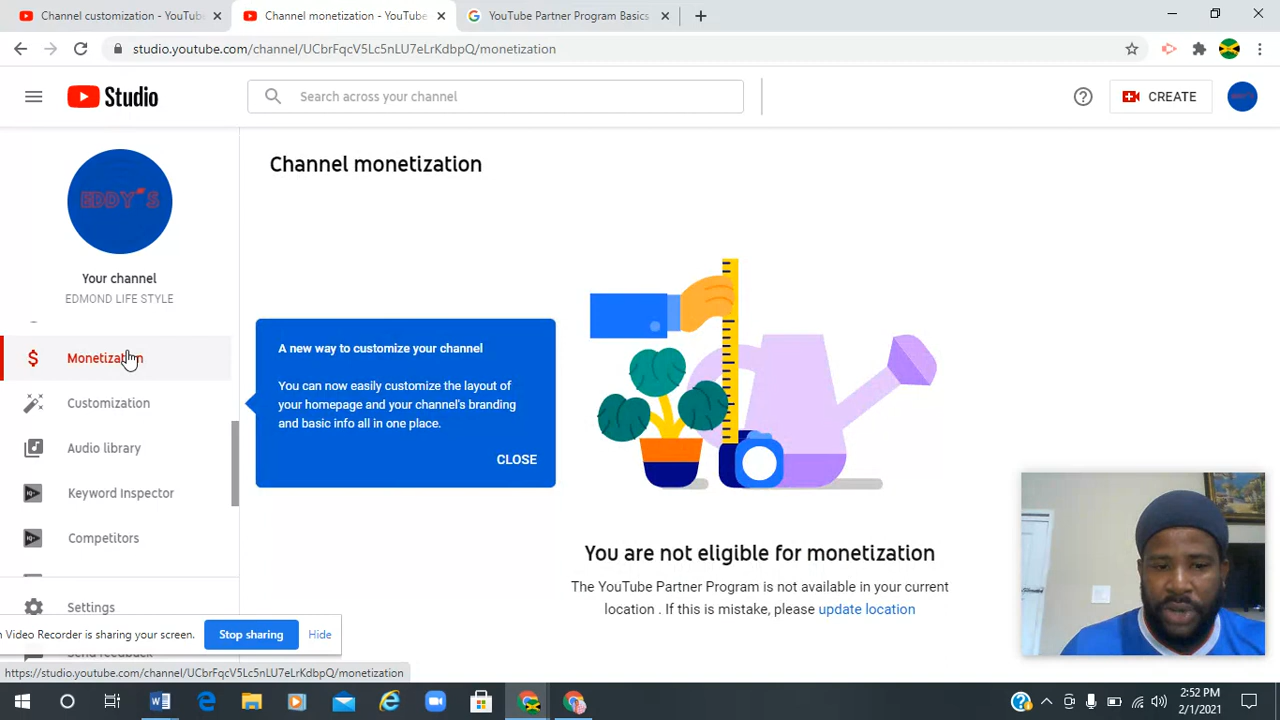 Channel customization - YouTube
Channel monetization - YouTube
YouTube Partner Program Basics
studio.youtube.com/channel/UCbrFqcV5Lc5nLU7eLrKdbpQ/monetization
Studio
Search across your channel
CREATE
Channel monetization
EDDY'S
Your channel
EDMOND LIFE STYLE
Monetization
Customization
Audio library
Keyword Inspector
Competitors
Settings
A new way to customize your channel
You can now easily customize the layout of
your homepage and your channel's branding
and basic info all in one place.
CLOSE
You are not eligible for monetization
The YouTube Partner Program is not available in your current
location . If this is mistake, please update location
Video Recorder is sharing your screen.
Stop sharing
Hide
Send feedback
https://studio.youtube.com/channel/UCbrFqcV5Lc5nLU7eLrKdbpQ/monetization
2:52 PM
2/1/2021